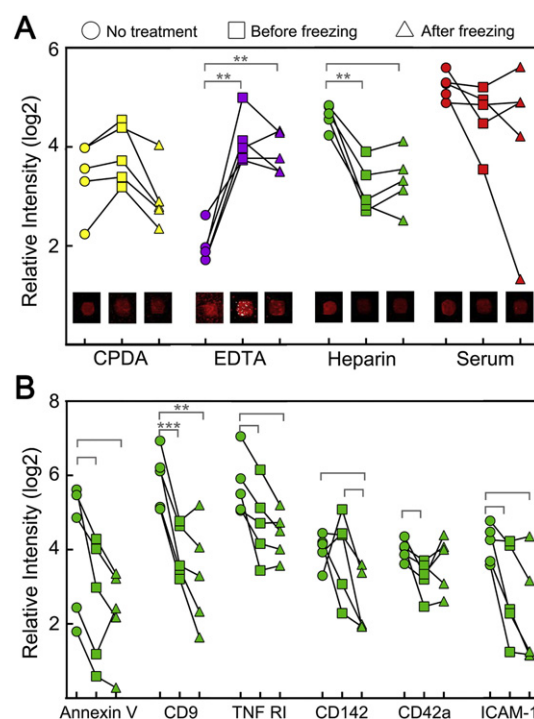 A
No treatment Before freezing After freezing
Relative Intensity (log2)
6
4
2
** ** **
CPDA EDTA Heparin Serum
B
Relative Intensity (log2)
8
6
4
2
*** **
Annexin V CD9 TNF RI CD142 CD42a ICAM-1